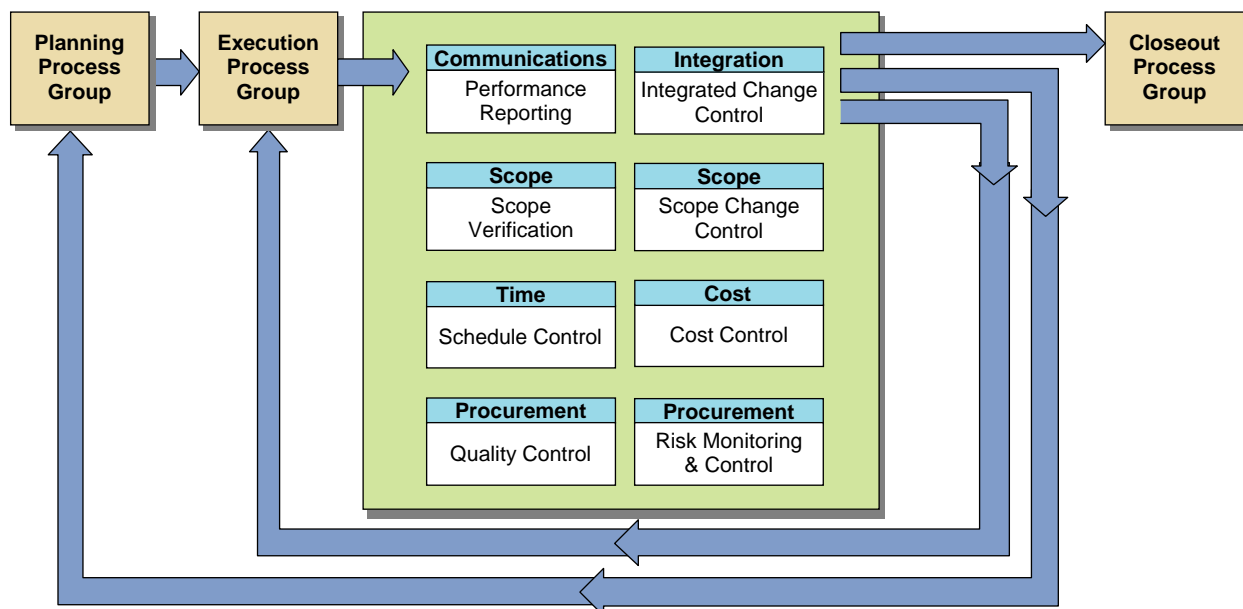 Planning
Process
Group
Execution
Process
Group
Communications
Performance
Reporting
Integration
Integrated Change
Control
Scope
Scope
Verification
Scope
Scope Change
Control
Time
Schedule Control
Cost
Cost Control
Procurement
Quality Control
Procurement
Risk Monitoring
& Control
Closeout
Process
Group